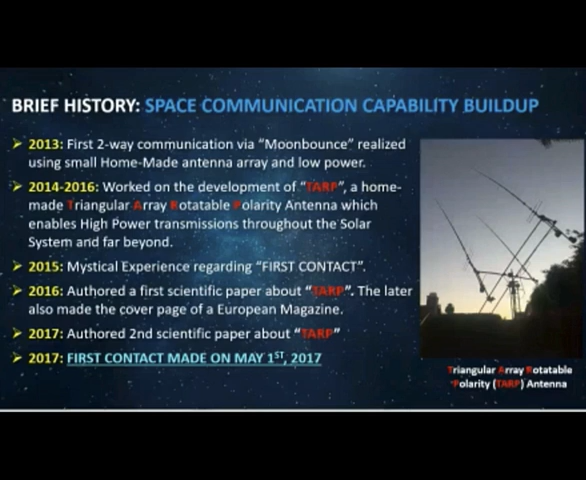 BRIEF HISTORY: SPACE COMMUNICATION CAPABILITY BUILDUP
➢ 2013: First 2-way communication via “Moonbounce” realized
using small Home-Made antenna array and low power.
➢ 2014-2016: Worked on the development of “TARP”, a home-
made Triangular Array Rotatable Polarity Antenna which
enables High Power transmissions throughout the Solar
System and far beyond.
➢ 2015: Mystical Experience regarding “FIRST CONTACT”.
➢ 2016: Authored a first scientific paper about “TARP”. The later
also made the cover page of a European Magazine.
➢ 2017: Authored 2nd scientific paper about “TARP”
➢ 2017: FIRST CONTACT MADE ON MAY 1ST, 2017
Triangular Array Rotatable
Polarity (TARP) Antenna